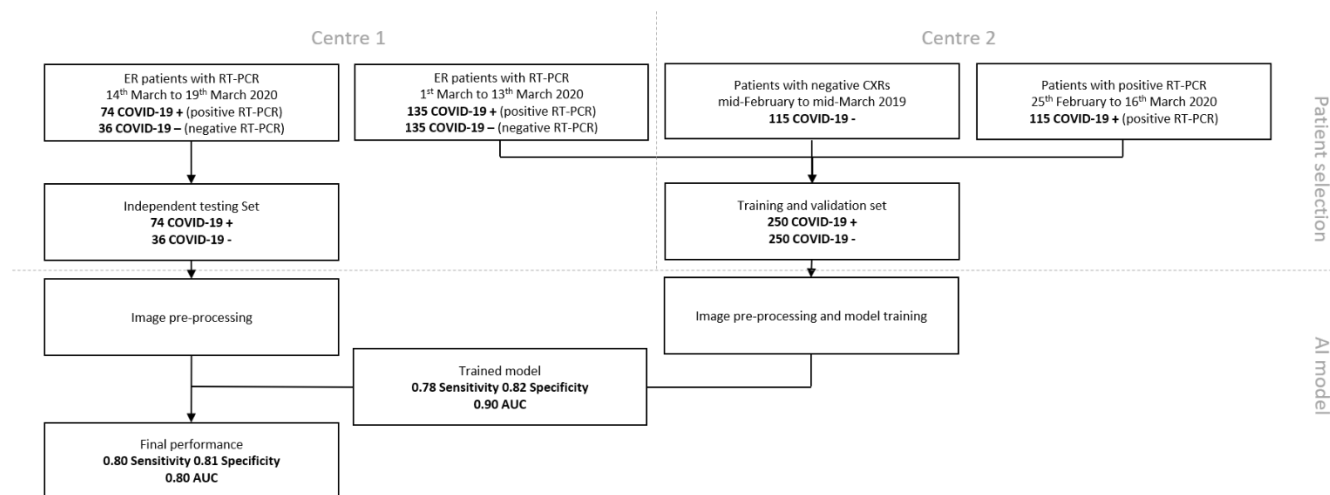 Centre 1
Centre 2
ER patients with RT-PCR
14th March to 19th March 2020
74 COVID-19 + (positive RT-PCR)
36 COVID-19 – (negative RT-PCR)
ER patients with RT-PCR
1st March to 13th March 2020
135 COVID-19 + (positive RT-PCR)
135 COVID-19 – (negative RT-PCR)
Patients with negative CXRs
mid-February to mid-March 2019
115 COVID-19 -
Patients with positive RT-PCR
25th February to 16th March 2020
115 COVID-19 + (positive RT-PCR)
Patient selection
Independent testing Set
74 COVID-19 +
36 COVID-19 -
Training and validation set
250 COVID-19 +
250 COVID-19 -
Image pre-processing
Image pre-processing and model training
AI model
Trained model
0.78 Sensitivity 0.82 Specificity
0.90 AUC
Final performance
0.80 Sensitivity 0.81 Specificity
0.80 AUC